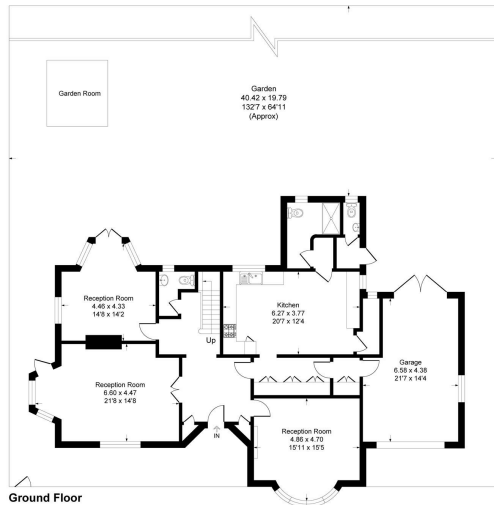 Garden
40.42 x 19.79
132'7 x 64'11
(Approx)
Garden Room
Reception Room
4.46 x 4.33
14'8 x 14'2
Kitchen
6.27 x 3.77
20'7 x 12'4
Up
Reception Room
6.60 x 4.47
21'8 x 14'8
Garage
6.58 x 4.38
21'7 x 14'4
IN
Reception Room
4.86 x 4.70
15'11 x 15'5
Ground Floor